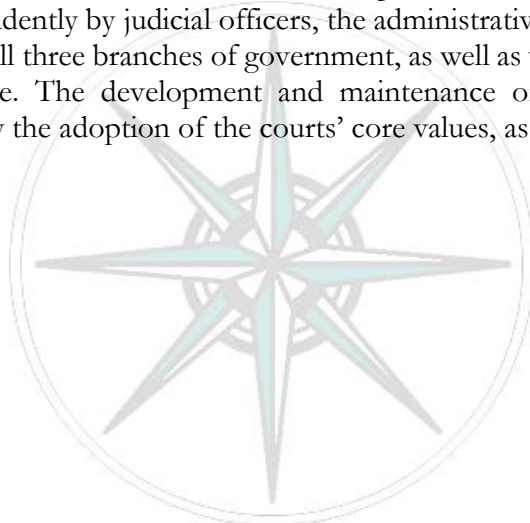 dently by judicial officers, the administrativ
ll three branches of government, as well as
e. The development and maintenance o
the adoption of the courts’ core values, as